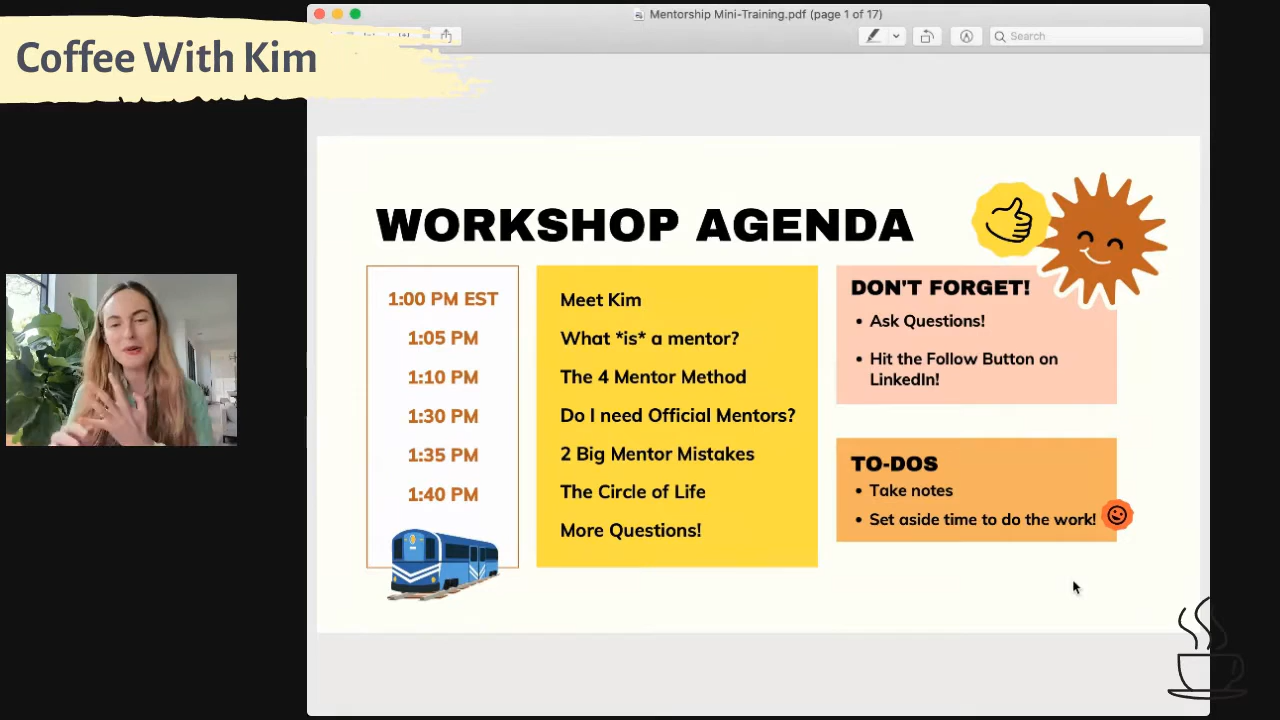 Coffee With Kim
Mentorship Mini-Training.pdf (page 1 of 17)
Search
WORKSHOP AGENDA
1:00 PM EST
Meet Kim
1:05 PM
What *is* a mentor?
1:10 PM
The 4 Mentor Method
1:30 PM
Do I need Official Mentors?
1:35 PM
2 Big Mentor Mistakes
1:40 PM
The Circle of Life
More Questions!
DON'T FORGET!
• Ask Questions!
• Hit the Follow Button on
LinkedIn!
TO-DOS
• Take notes
• Set aside time to do the work!